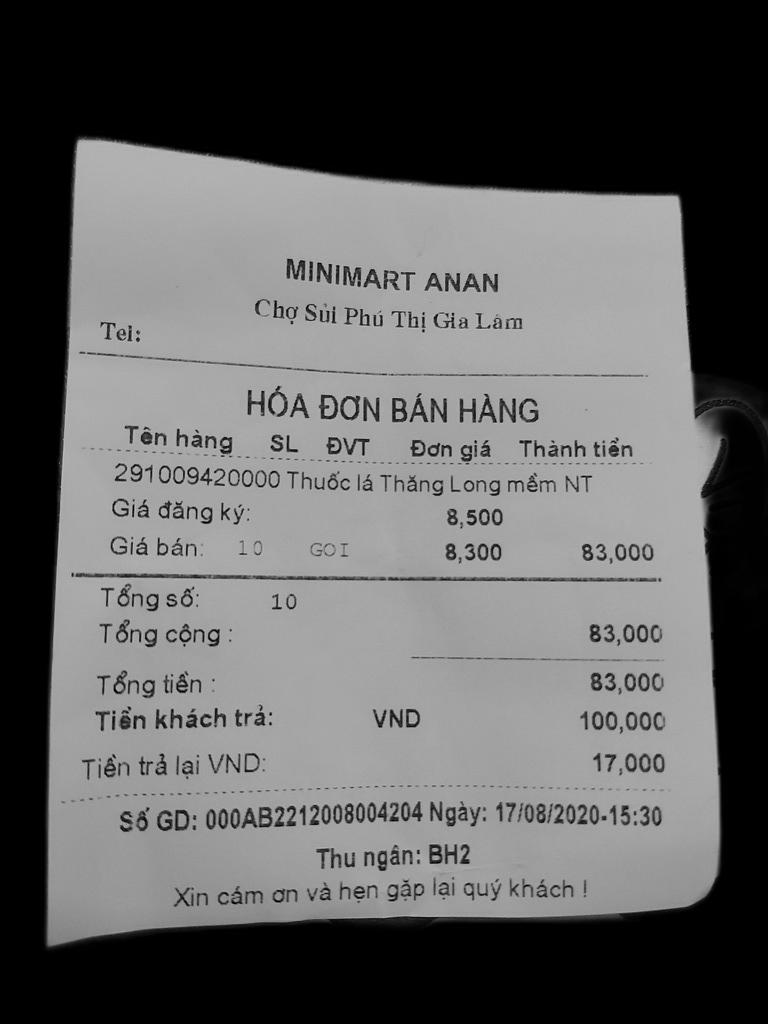 MINIMART ANAN
Chợ Sủi Phú Thị Gia Lâm
Tel:
HÓA ĐƠN BÁN HÀNG
Tên hàng SL ĐVT Đơn giá Thành tiền
291009420000 Thuốc lá Thăng Long mềm NT
Giá đăng ký: 8,500
Giá bán: 10 GOI 8,300 83,000
Tổng số: 10
Tổng cộng : 83,000
Tổng tiền : 83,000
Tiền khách trả: VND 100,000
Tiền trả lại VND: 17,000
Số GD: 000AB2212008004204 Ngày: 17/08/2020-15:30
Thu ngân: BH2
Xin cám ơn và hẹn gặp lại quý khách !